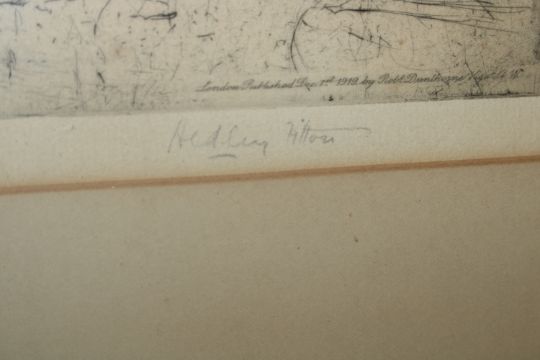 London Published Dec. 1st 1919 by Robt. Dunthorne Vigo St. W.
Hedley Fitton